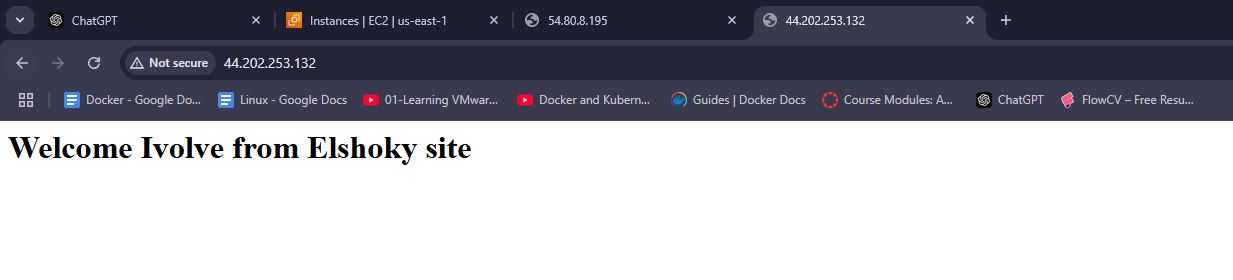 ChatGPT
Instances | EC2 | us-east-1
54.80.8.195
44.202.253.132
Not secure
44.202.253.132
Docker - Google Do...
Linux - Google Docs
01-Learning VMwar...
Docker and Kubern...
Guides | Docker Docs
Course Modules: A...
ChatGPT
FlowCV – Free Resu...
Welcome Ivolve from Elshoky site